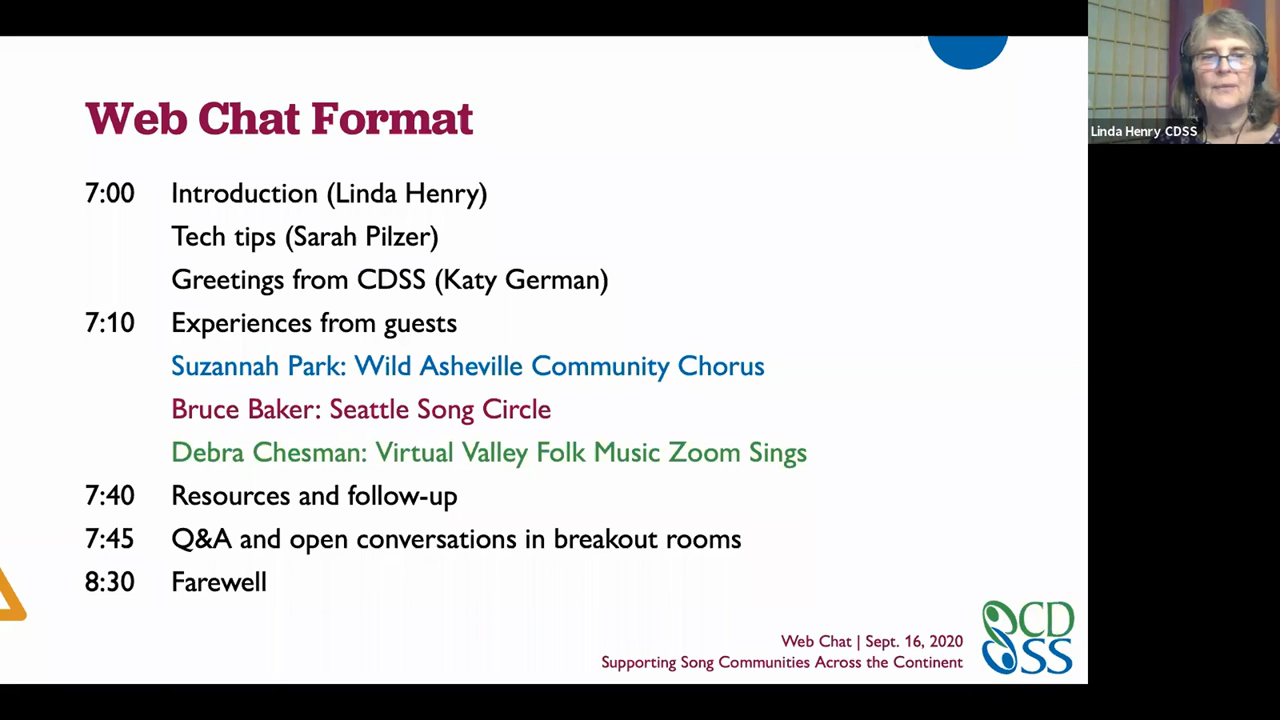 Web Chat Format
7:00 Introduction (Linda Henry)
Tech tips (Sarah Pilzer)
Greetings from CDSS (Katy German)
7:10 Experiences from guests
Suzannah Park: Wild Asheville Community Chorus
Bruce Baker: Seattle Song Circle
Debra Chesman: Virtual Valley Folk Music Zoom Sings
7:40 Resources and follow-up
7:45 Q&A and open conversations in breakout rooms
8:30 Farewell
Web Chat | Sept. 16, 2020
Supporting Song Communities Across the Continent
CD
SS
Linda Henry CDSS